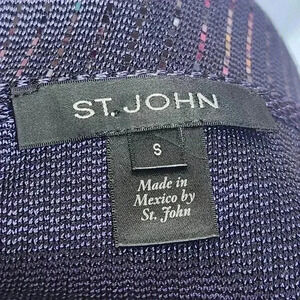 ST. JOHN
S
Made in
Mexico by
St. John